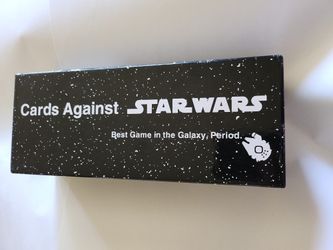 Cards Against STAR WARS
Best Game in the Galaxy, Period.